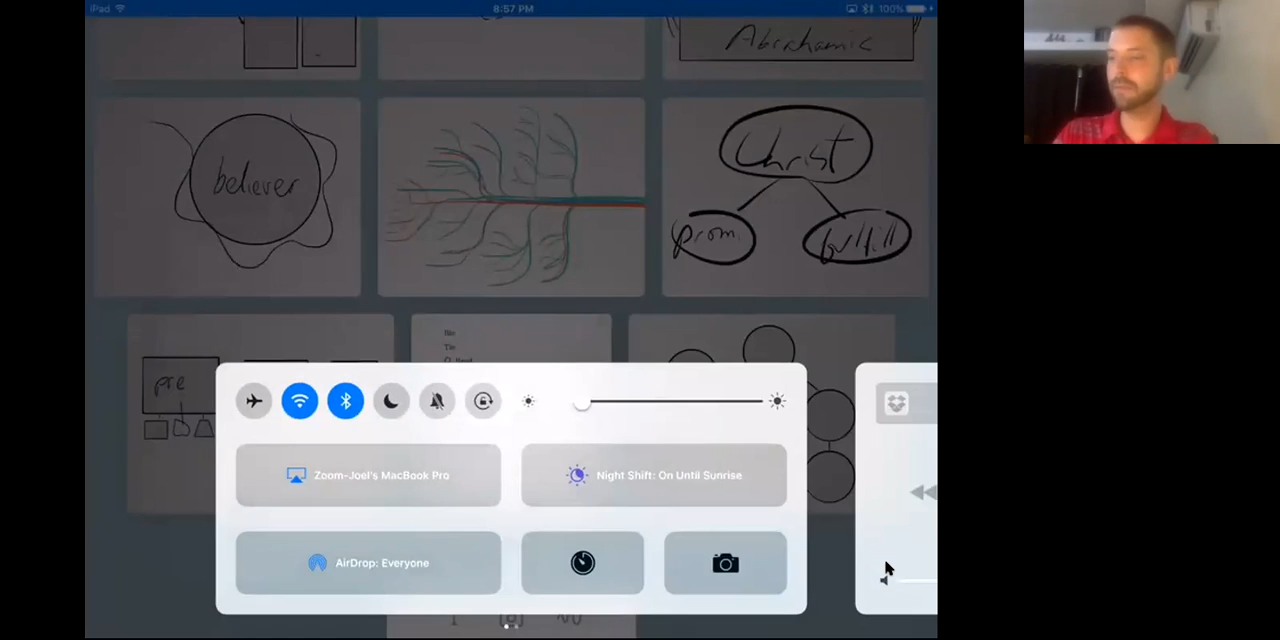 iPad 8:57 PM 100%
Abrahamic
believer
Christ
prom. fulfill
pre
Zoom-Joel's MacBook Pro
Night Shift: On Until Sunrise
AirDrop: Everyone